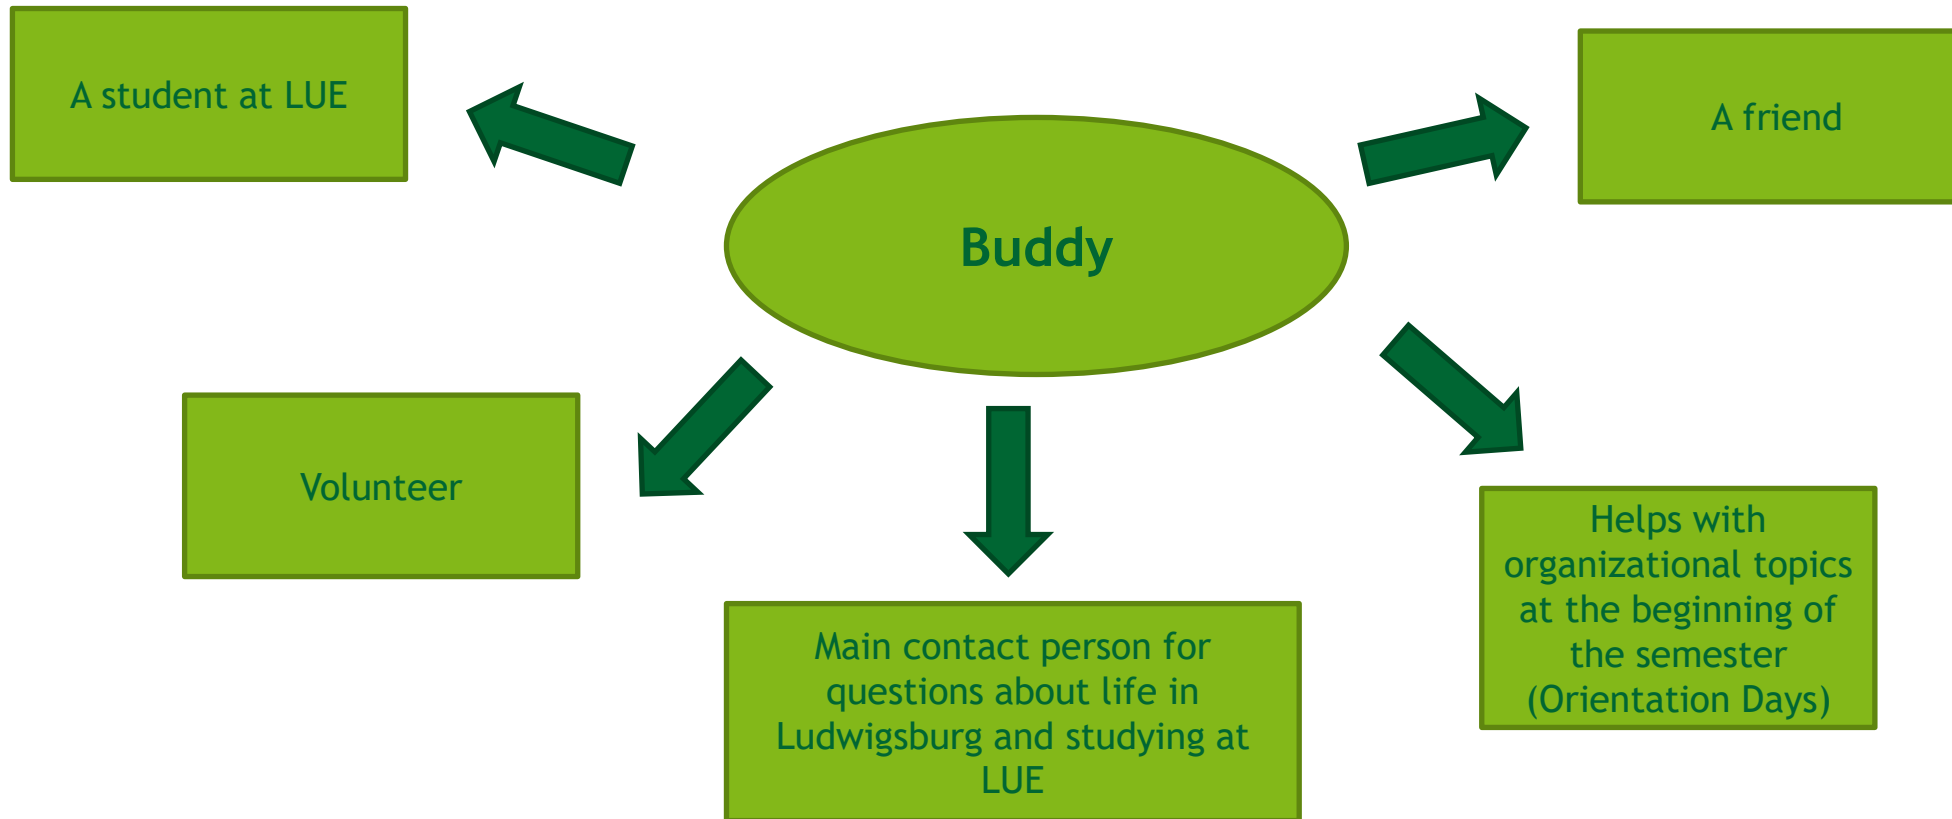 A student at LUE
A friend
Buddy
Volunteer
Helps with
organizational topics
at the beginning of
the semester
(Orientation Days)
Main contact person for
questions about life in
Ludwigsburg and studying at
LUE